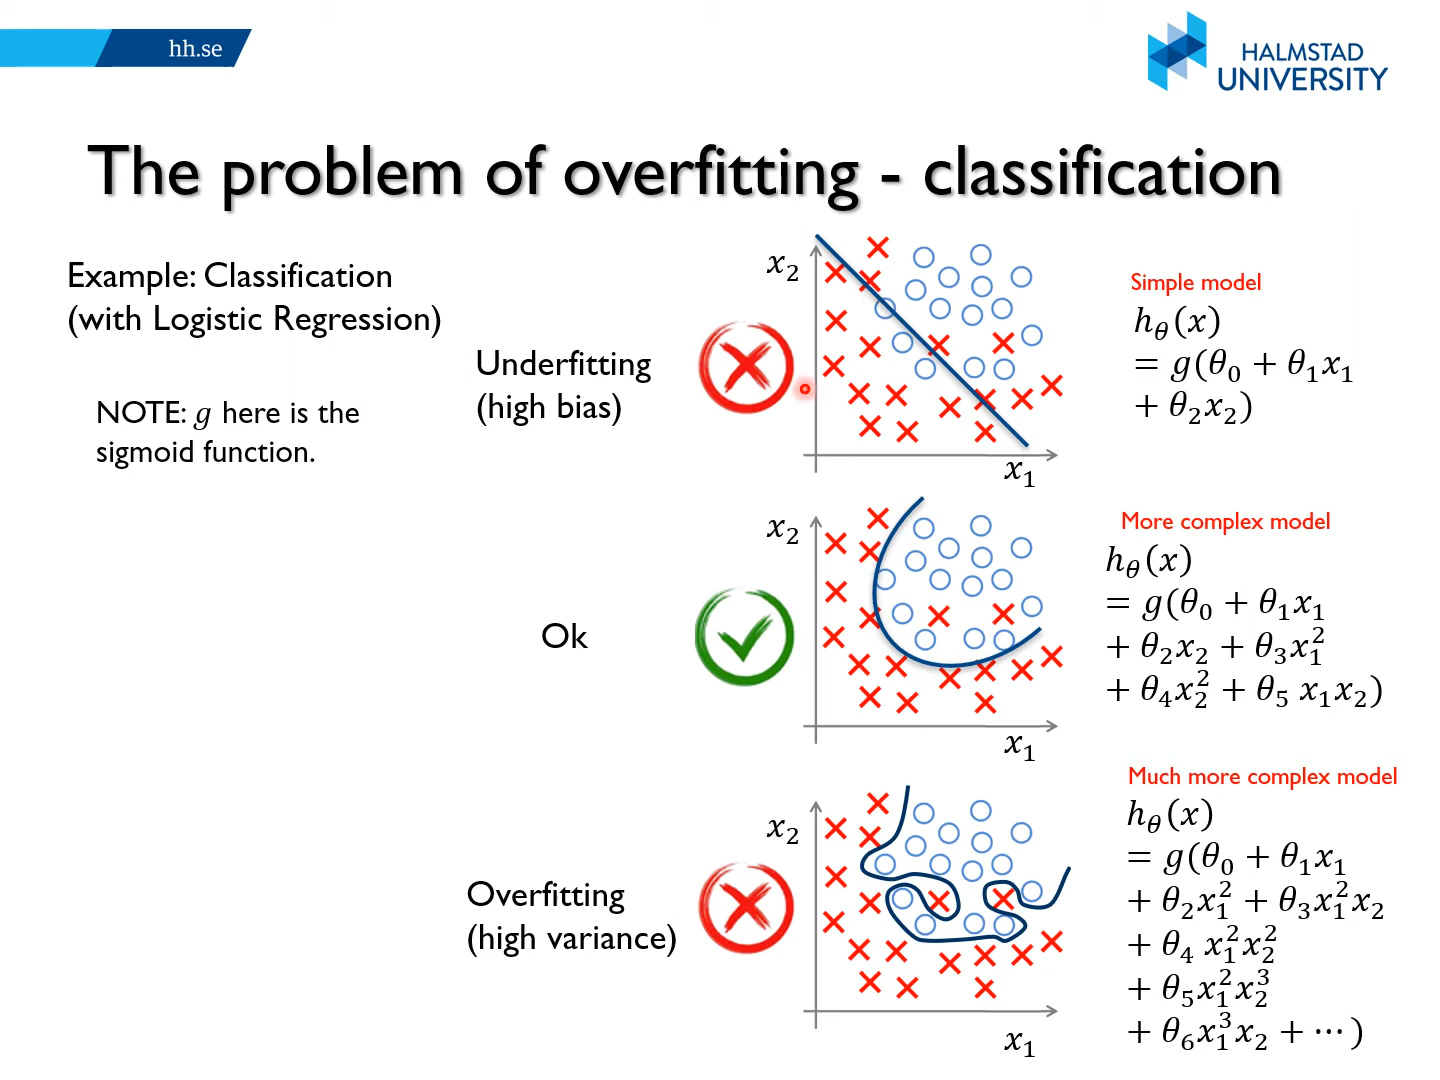 hh.se
HALMSTAD
UNIVERSITY
The problem of overfitting - classification
Example: Classification
(with Logistic Regression)
NOTE: g here is the
sigmoid function.
Underfitting
(high bias)
x₂
x₁
Simple model
h_θ(x)
= g(θ₀ + θ₁x₁
+ θ₂x₂)
Ok
x₂
x₁
More complex model
h_θ(x)
= g(θ₀ + θ₁x₁
+ θ₂x₂ + θ₃x₁²
+ θ₄x₂² + θ₅ x₁x₂)
Overfitting
(high variance)
x₂
x₁
Much more complex model
h_θ(x)
= g(θ₀ + θ₁x₁
+ θ₂x₁² + θ₃x₁²x₂
+ θ₄ x₁²x₂²
+ θ₅x₁²x₂³
+ θ₆x₁³x₂ + ⋯ )